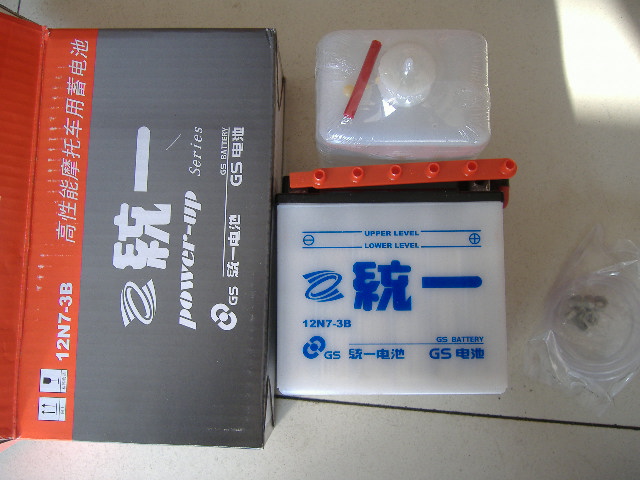 高性能摩托车用蓄电池
12N7-3B
統一
power-up Series
GS 統一电池
GS BATTERY
GS 电池
UPPER LEVEL
LOWER LEVEL
統一
12N7-3B
GS 統一电池
GS BATTERY
GS 电池